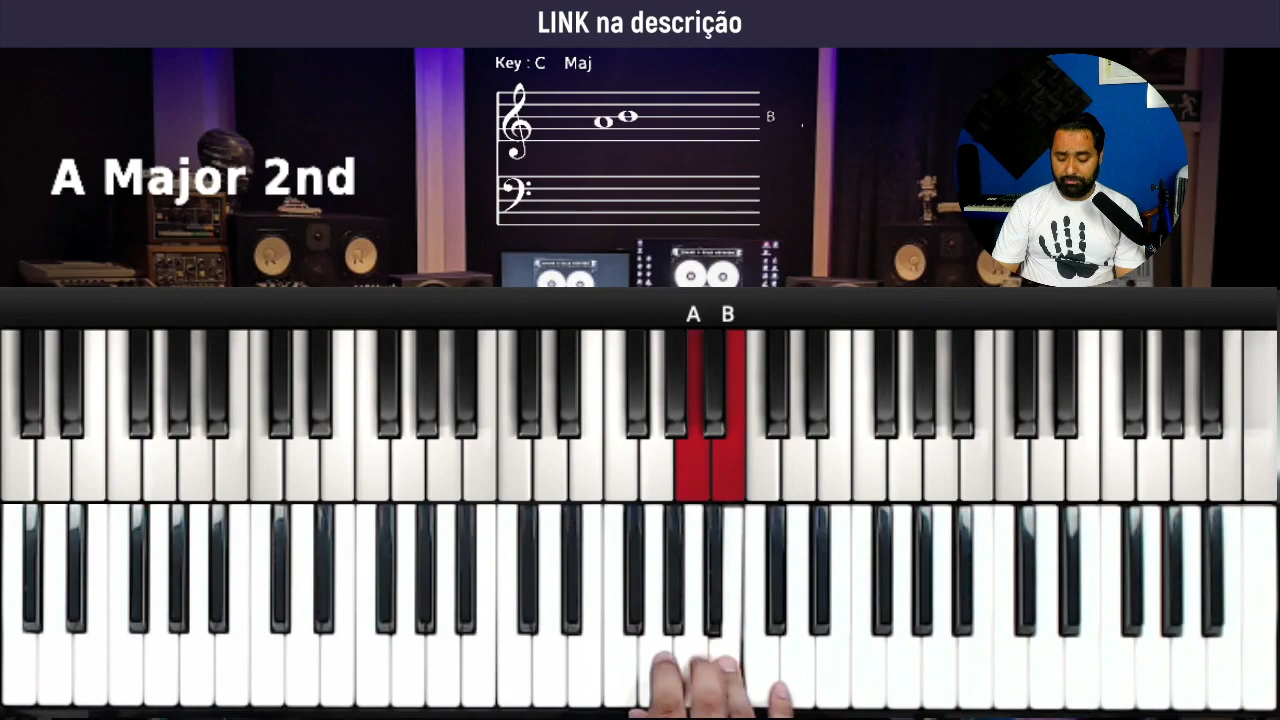 LINK na descrição
Key : C Maj
B
A Major 2nd
A B